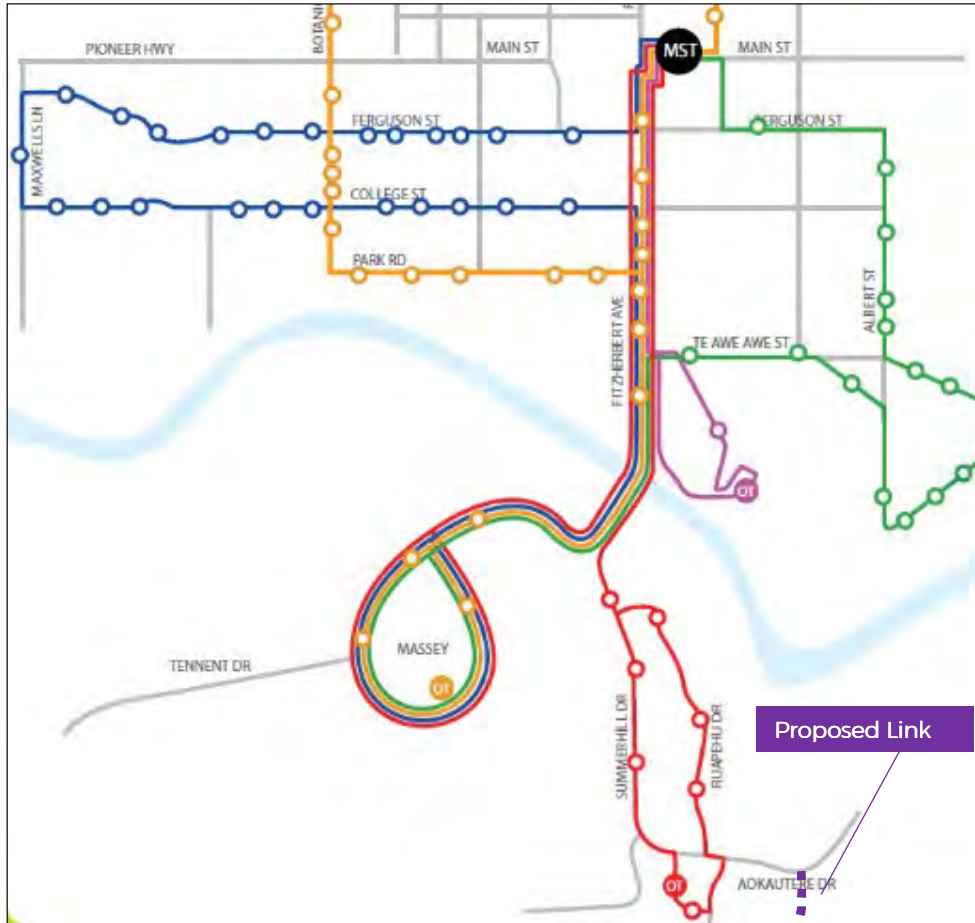 BOTANIC
PIONEER HWY
MAIN ST
MST
MAIN ST
MAXWELLS LN
FERGUSON ST
FERGUSON ST
COLLEGE ST
PARK RD
FITZHERBERT AVE
ALBERT ST
TE AWE AWE ST
OT
MASSEY
TENNENT DR
OT
SUMMERHILL DR
RUAPEHU DR
Proposed Link
OT
AOKAUTERE DR